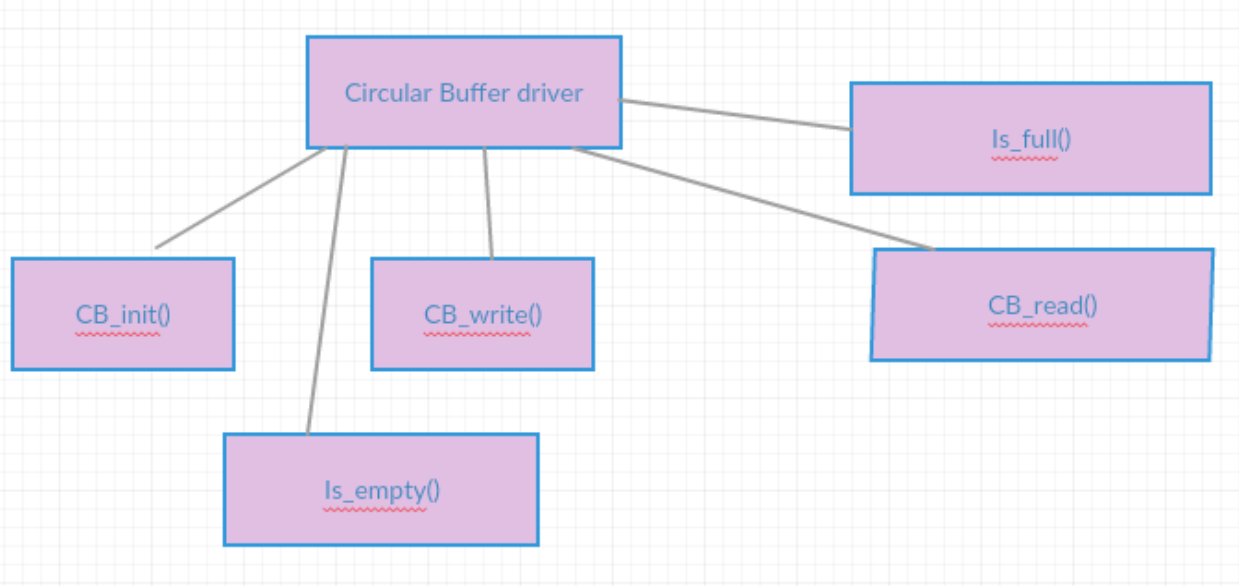 Circular Buffer driver
Is_full()
CB_init()
CB_write()
CB_read()
Is_empty()